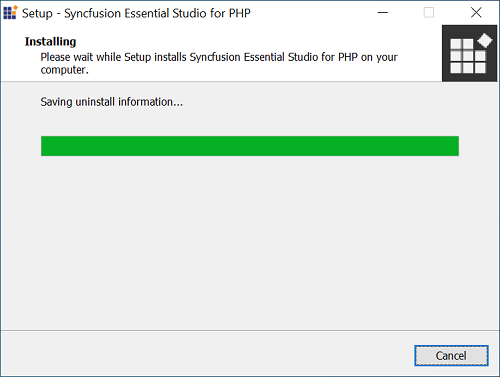 Setup - Syncfusion Essential Studio for PHP
Installing
Please wait while Setup installs Syncfusion Essential Studio for PHP on your
computer.
Saving uninstall information...
Cancel